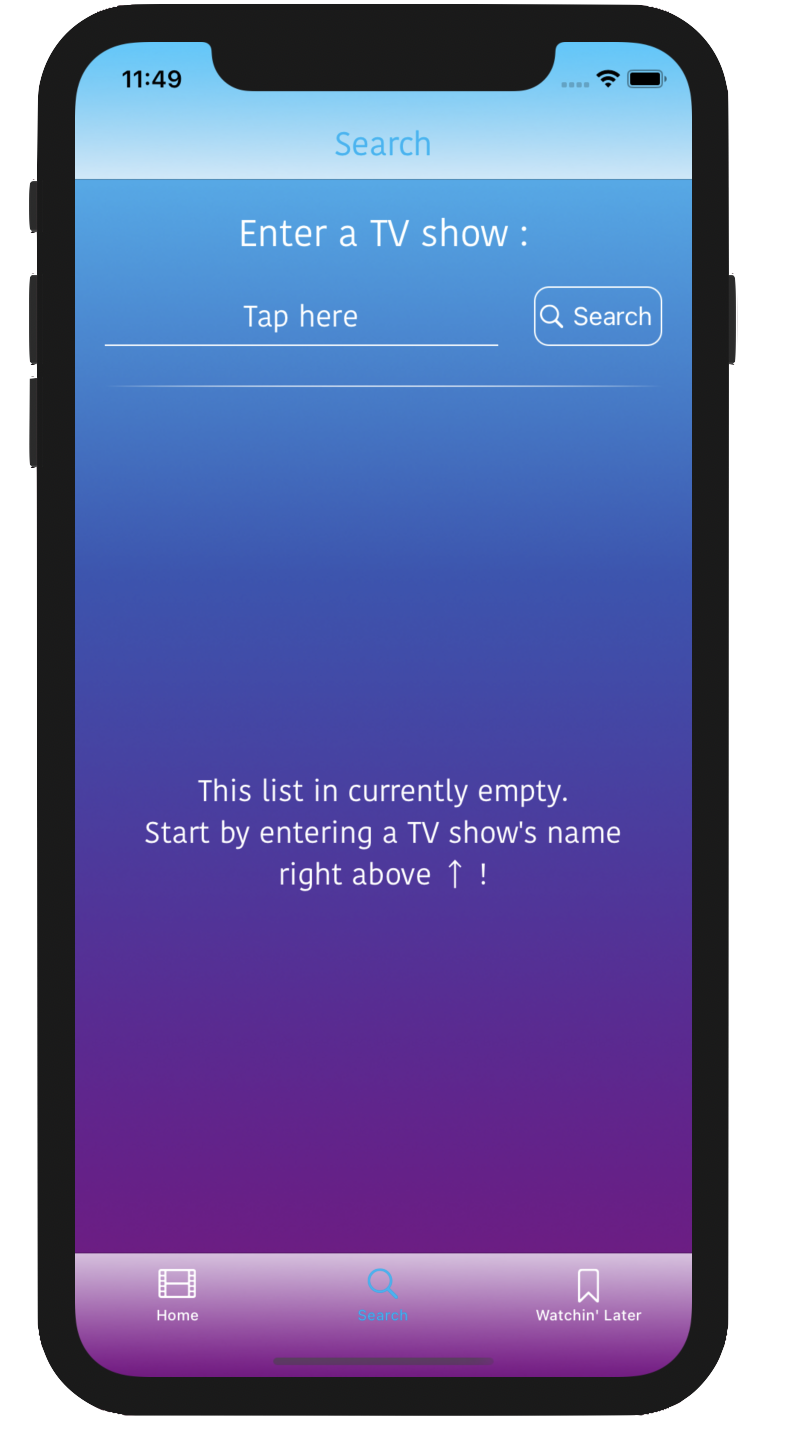 11:49
Search
Enter a TV show :
Tap here
Search
This list in currently empty.
Start by entering a TV show's name
right above ↑ !
Home
Search
Watchin' Later